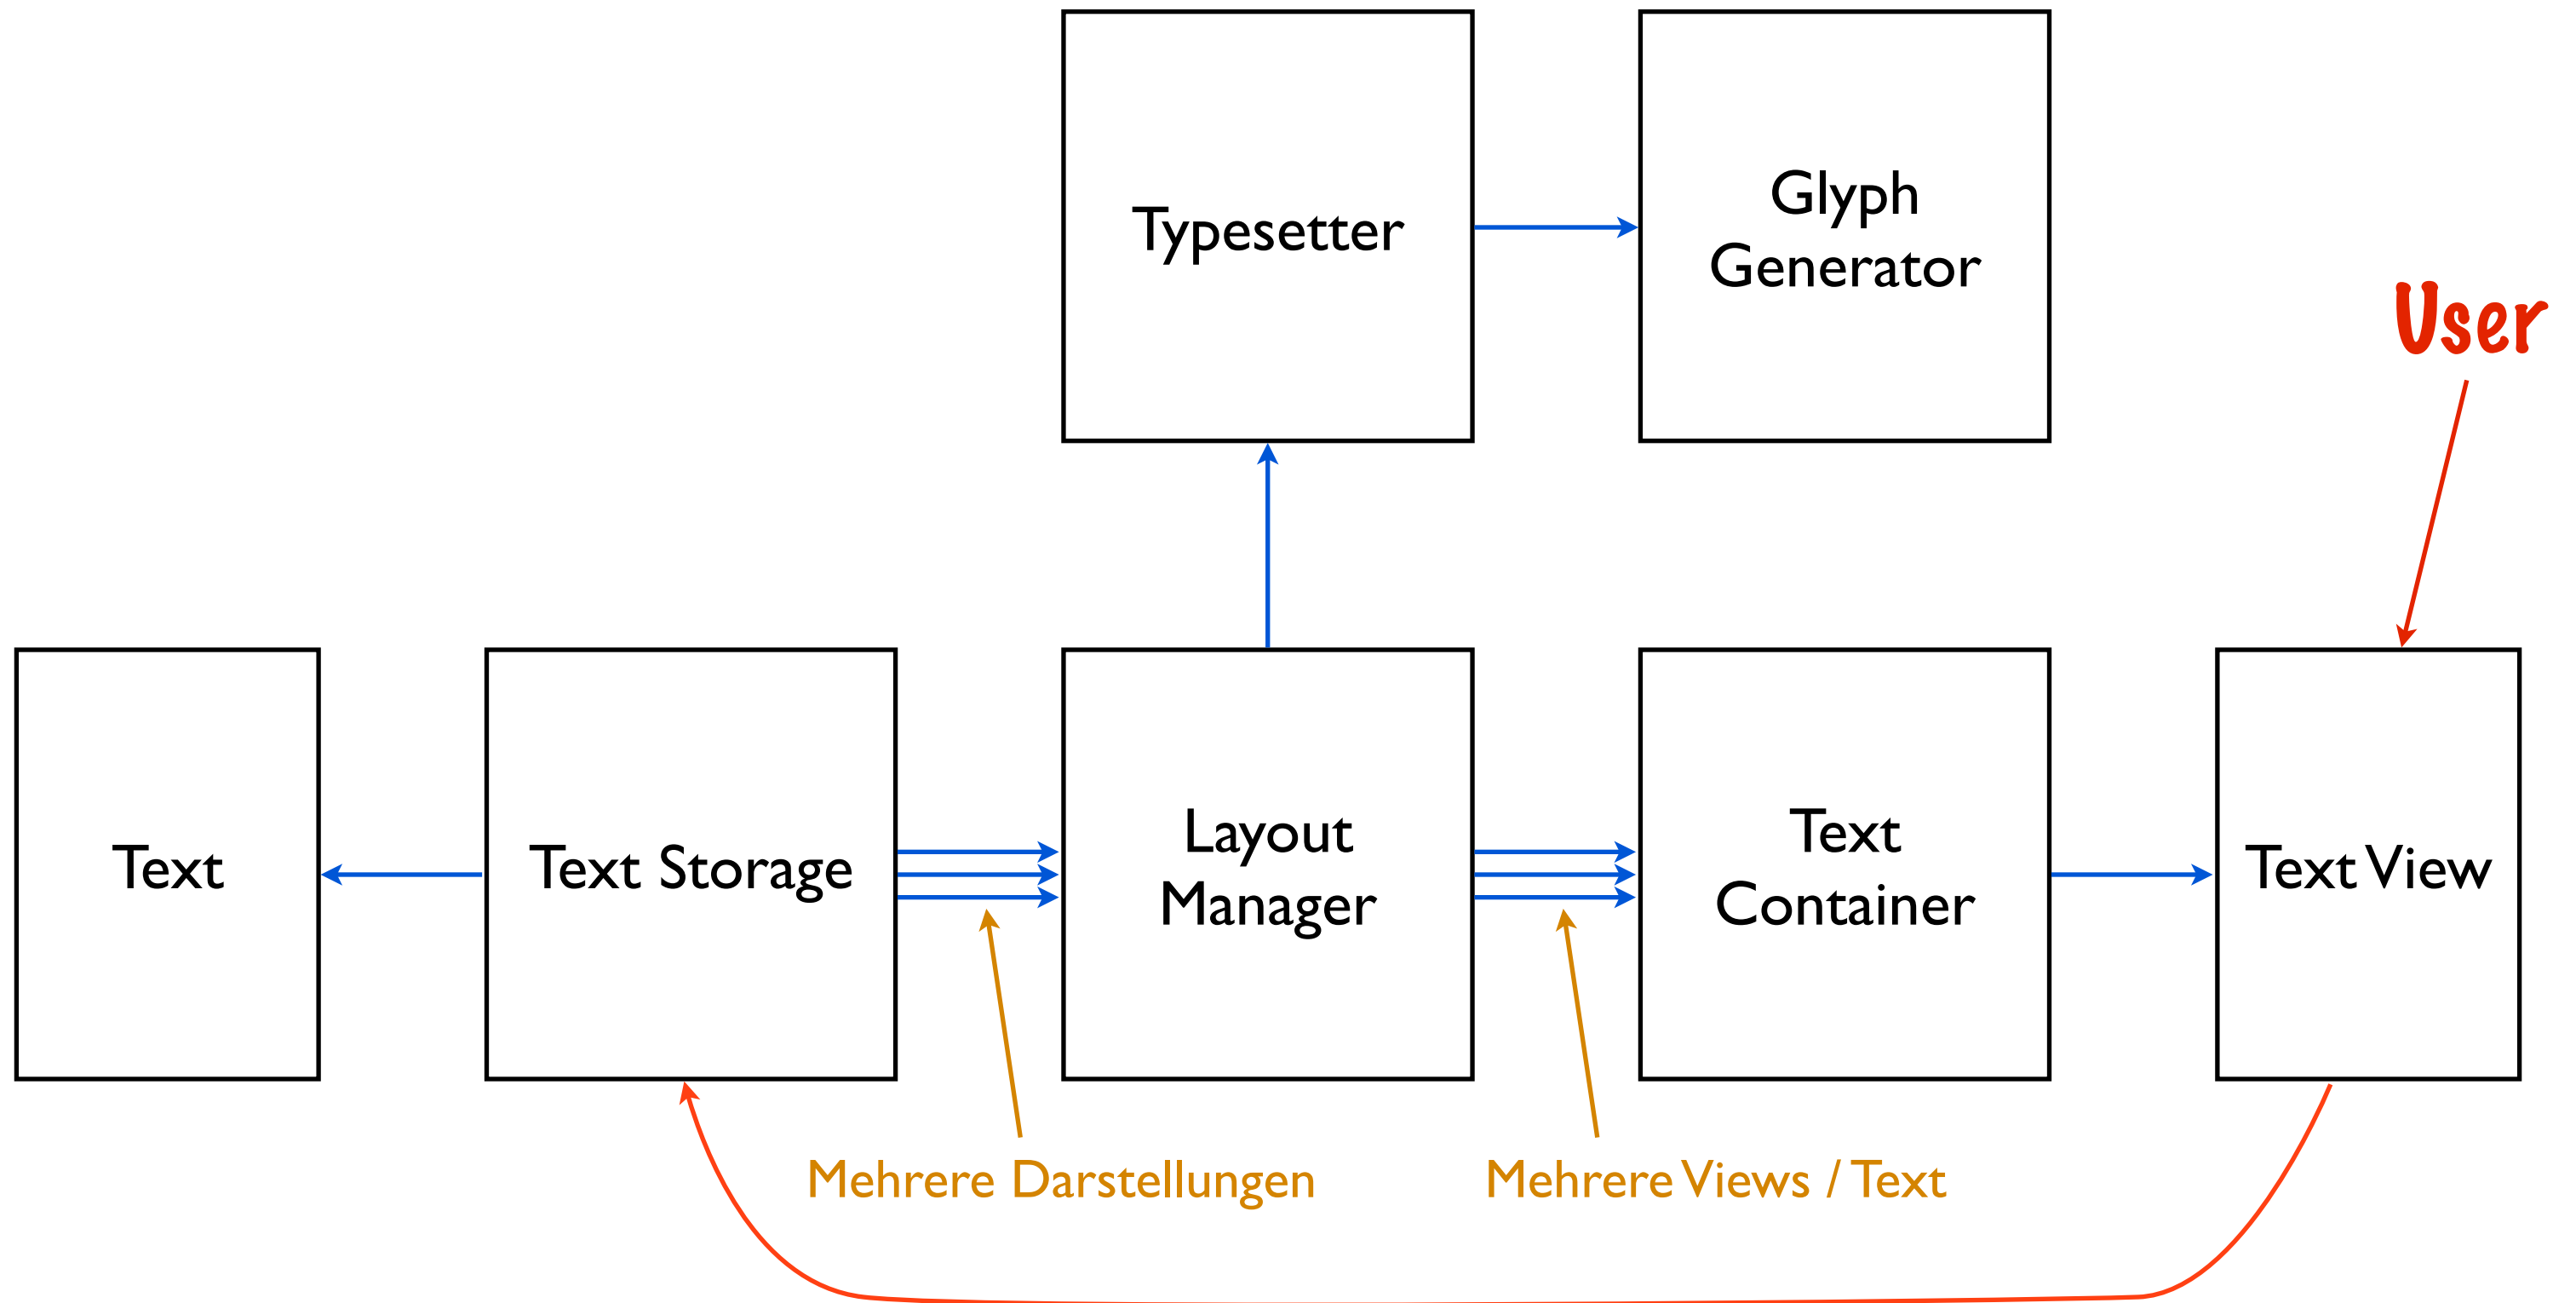 Typesetter
Glyph
Generator
User
Text
Text Storage
Layout
Manager
Text
Container
Text View
Mehrere Darstellungen
Mehrere Views / Text